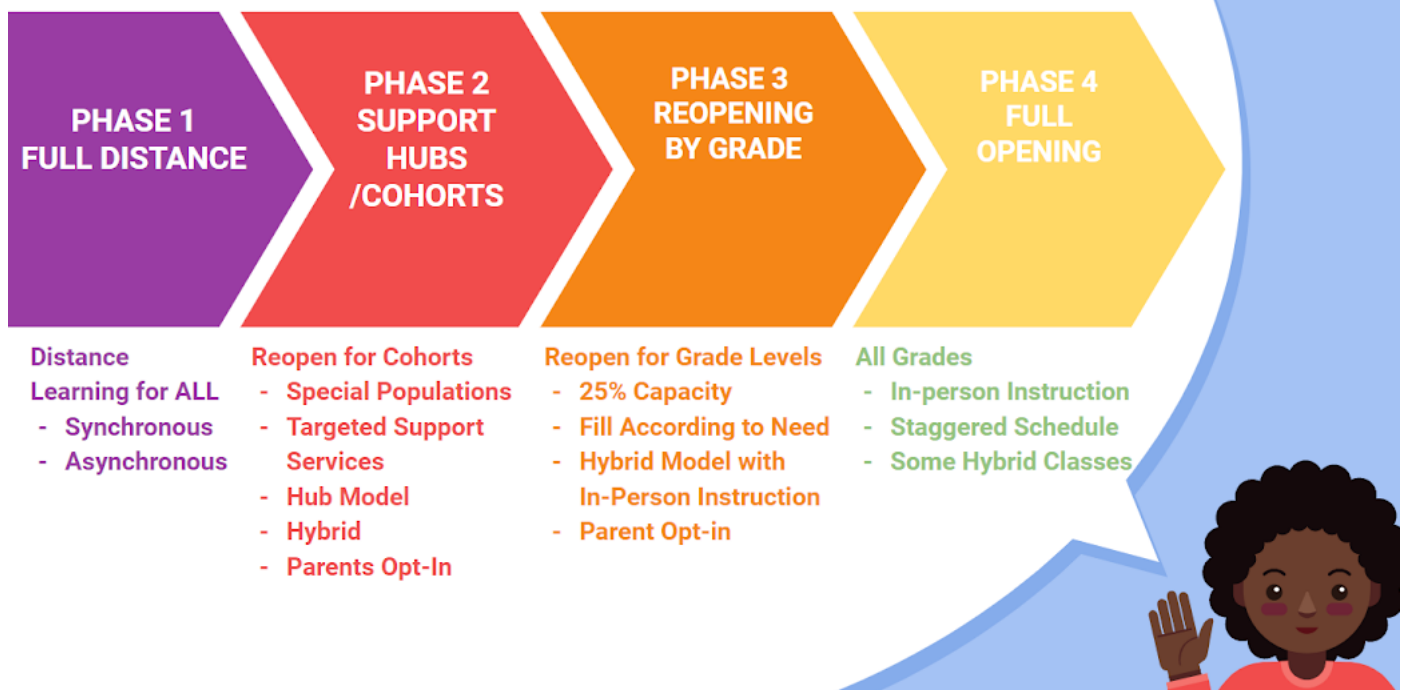 PHASE 1
FULL DISTANCE
PHASE 2
SUPPORT
HUBS
/COHORTS
PHASE 3
REOPENING
BY GRADE
PHASE 4
FULL
OPENING
Distance
Learning for ALL
- Synchronous
- Asynchronous
Reopen for Cohorts
- Special Populations
- Targeted Support
Services
- Hub Model
- Hybrid
- Parents Opt-In
Reopen for Grade Levels
- 25% Capacity
- Fill According to Need
- Hybrid Model with
In-Person Instruction
- Parent Opt-in
All Grades
- In-person Instruction
- Staggered Schedule
- Some Hybrid Classes